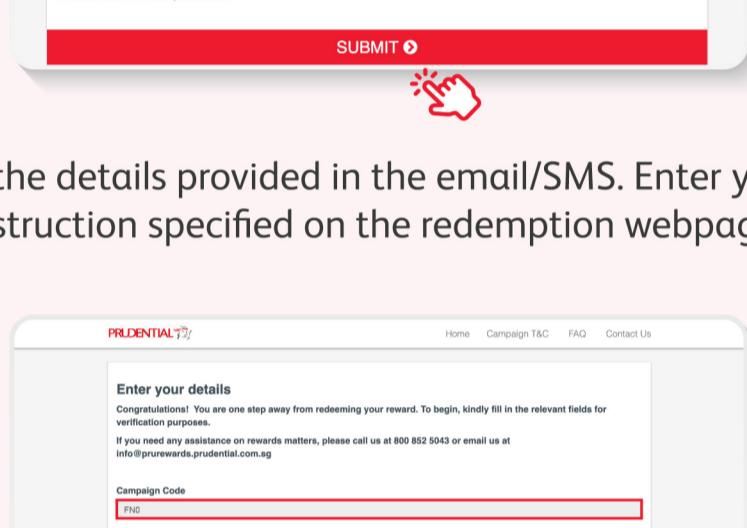 SUBMIT
the details provided in the email/SMS. Enter y
struction specified on the redemption webpag
PRUDENTIAL
Home Campaign T&C FAQ Contact Us
Enter your details
Congratulations! You are one step away from redeeming your reward. To begin, kindly fill in the relevant fields for
verification purposes.
If you need any assistance on rewards matters, please call us at 800 852 5043 or email us at
info@prurewards.prudential.com.sg
Campaign Code
FN0